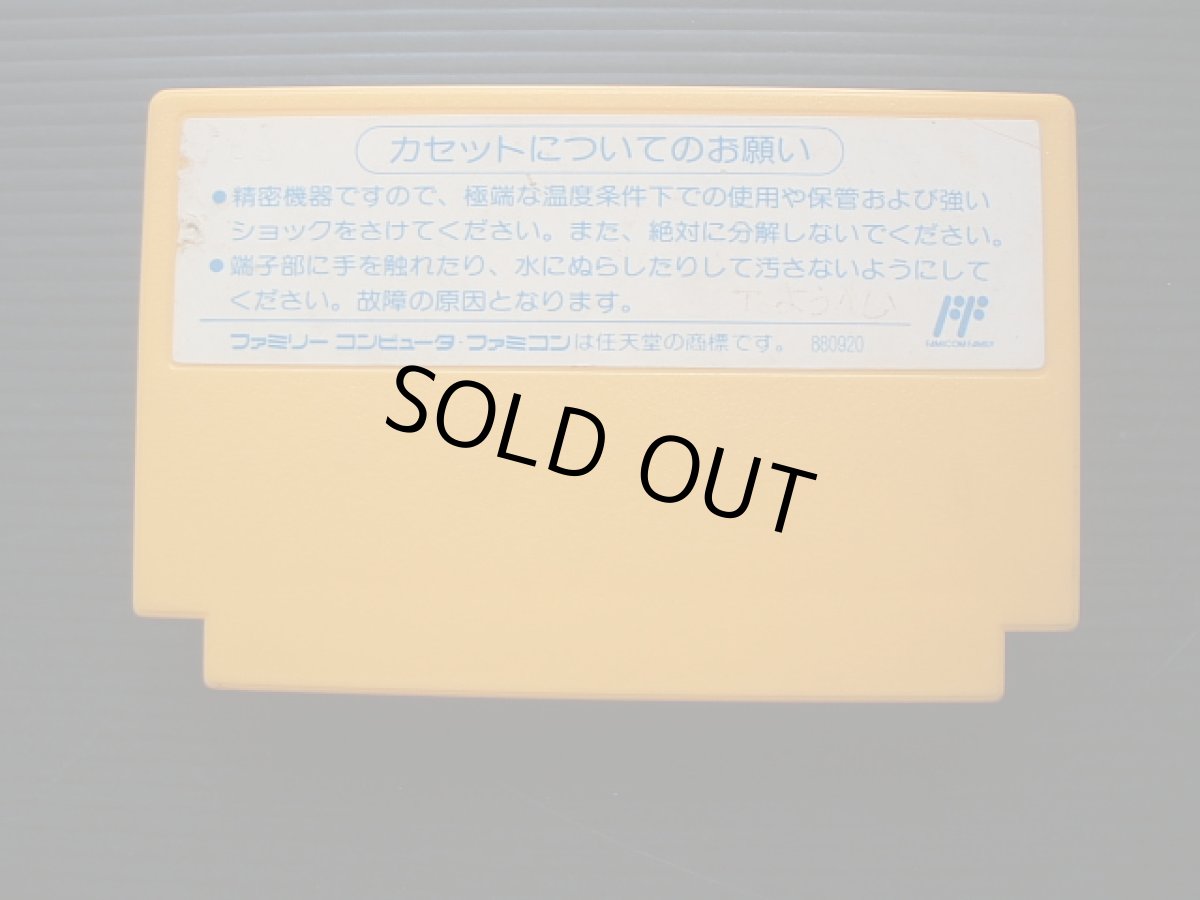 カセットについてのお願い
●精密機器ですので、極端な温度条件下での使用や保管および強い
ショックをさけてください。また、絶対に分解しないでください。
●端子部に手を触れたり、水にぬらしたりして汚さないようにして
ください。故障の原因となります。
ファミリー コンピュータ・ファミコンは任天堂の商標です。 880920
FAMICOM FAMILY
SOLD OUT